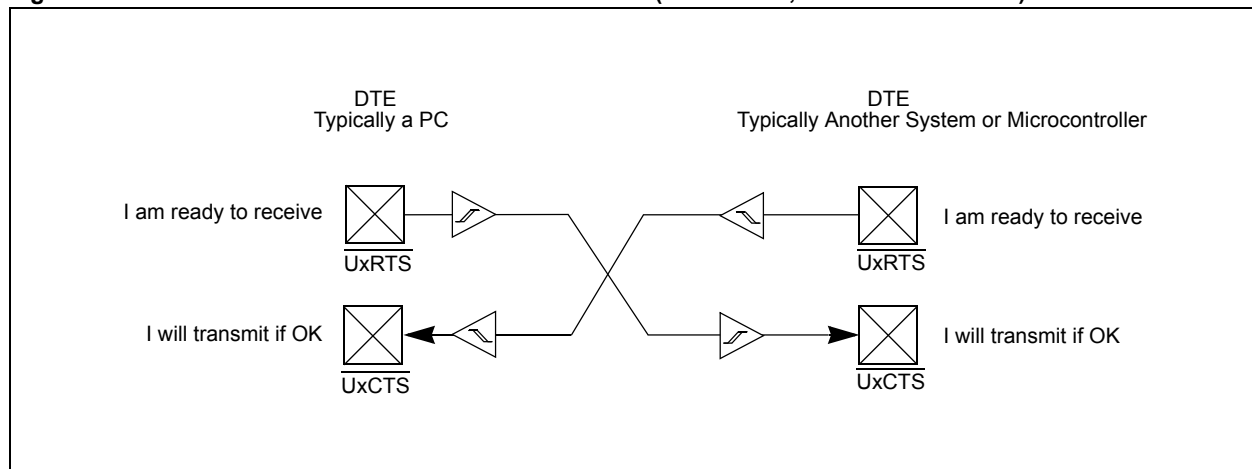 DTE
Typically a PC
DTE
Typically Another System or Microcontroller
I am ready to receive
UxRTS
UxRTS
I am ready to receive
I will transmit if OK
UxCTS
UxCTS
I will transmit if OK